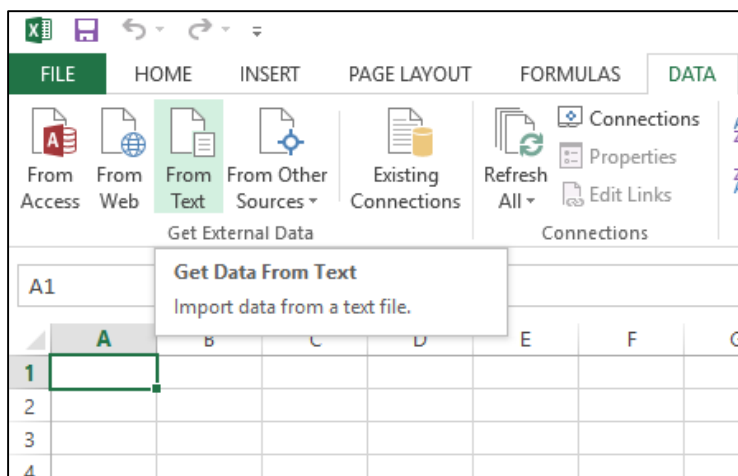 FILE HOME INSERT PAGE LAYOUT FORMULAS DATA
From Access
From Web
From Text
From Other Sources
Existing Connections
Refresh All
Connections
Properties
Edit Links
Get External Data
Connections
Get Data From Text
Import data from a text file.
A1
A B C D E F
1
2
3
4